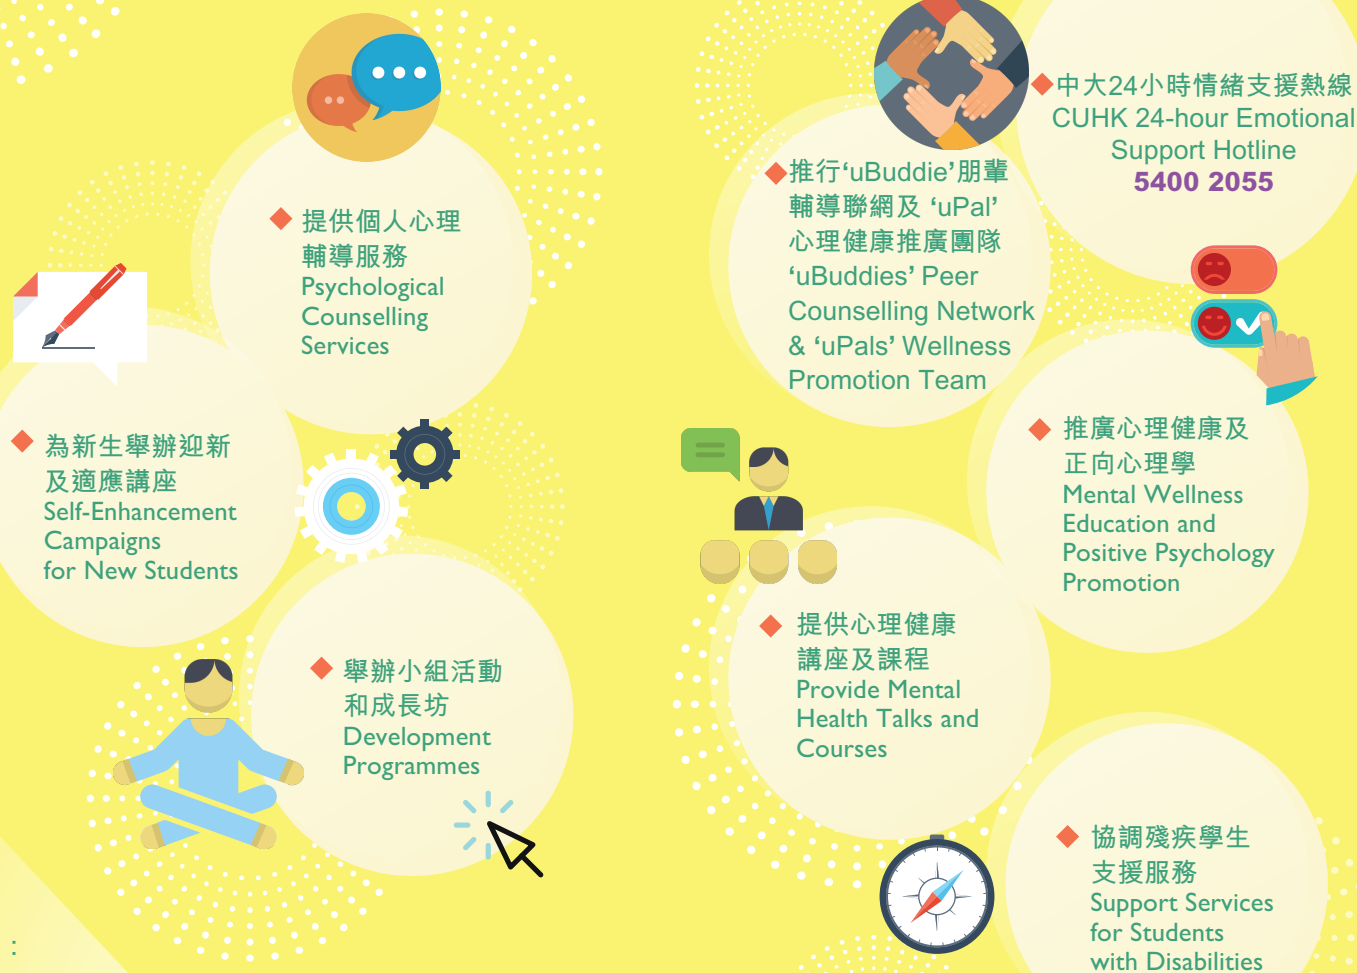 ◆提供個人心理
輔導服務
Psychological
Counselling
Services
◆為新生舉辦迎新
及適應講座
Self-Enhancement
Campaigns
for New Students
◆舉辦小組活動
和成長坊
Development
Programmes
:
◆推行‘uBuddie’朋輩
輔導聯網及 ‘uPal’
心理健康推廣團隊
‘uBuddies’ Peer
Counselling Network
& ‘uPals’ Wellness
Promotion Team
◆中大24小時情緒支援熱線
CUHK 24-hour Emotional
Support Hotline
5400 2055
◆推廣心理健康及
正向心理學
Mental Wellness
Education and
Positive Psychology
Promotion
◆提供心理健康
講座及課程
Provide Mental
Health Talks and
Courses
◆協調殘疾學生
支援服務
Support Services
for Students
with Disabilities